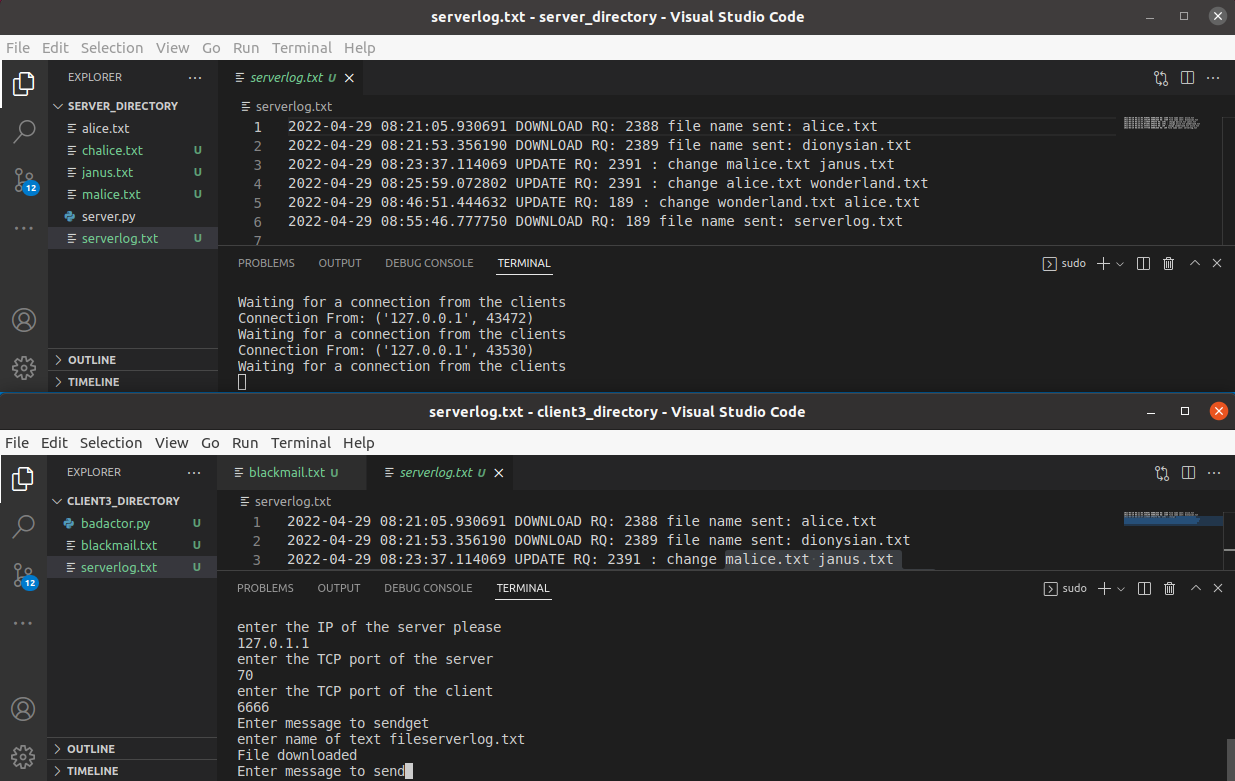 serverlog.txt - server_directory - Visual Studio Code
File Edit Selection View Go Run Terminal Help
EXPLORER
SERVER_DIRECTORY
alice.txt
chalice.txt U
janus.txt U
malice.txt U
server.py
serverlog.txt U
12
OUTLINE
TIMELINE
serverlog.txt U
serverlog.txt
1 2022-04-29 08:21:05.930691 DOWNLOAD RQ: 2388 file name sent: alice.txt
2 2022-04-29 08:21:53.356190 DOWNLOAD RQ: 2389 file name sent: dionysian.txt
3 2022-04-29 08:23:37.114069 UPDATE RQ: 2391 : change malice.txt janus.txt
4 2022-04-29 08:25:59.072802 UPDATE RQ: 2391 : change alice.txt wonderland.txt
5 2022-04-29 08:46:51.444632 UPDATE RQ: 189 : change wonderland.txt alice.txt
6 2022-04-29 08:55:46.777750 DOWNLOAD RQ: 189 file name sent: serverlog.txt
7
PROBLEMS OUTPUT DEBUG CONSOLE TERMINAL sudo
Waiting for a connection from the clients
Connection From: ('127.0.0.1', 43472)
Waiting for a connection from the clients
Connection From: ('127.0.0.1', 43530)
Waiting for a connection from the clients
serverlog.txt - client3_directory - Visual Studio Code
File Edit Selection View Go Run Terminal Help
EXPLORER
CLIENT3_DIRECTORY
badactor.py U
blackmail.txt U
serverlog.txt U
12
OUTLINE
TIMELINE
blackmail.txt U serverlog.txt U
serverlog.txt
1 2022-04-29 08:21:05.930691 DOWNLOAD RQ: 2388 file name sent: alice.txt
2 2022-04-29 08:21:53.356190 DOWNLOAD RQ: 2389 file name sent: dionysian.txt
3 2022-04-29 08:23:37.114069 UPDATE RQ: 2391 : change malice.txt janus.txt
PROBLEMS OUTPUT DEBUG CONSOLE TERMINAL sudo
enter the IP of the server please
127.0.1.1
enter the TCP port of the server
70
enter the TCP port of the client
6666
Enter message to sendget
enter name of text fileserverlog.txt
File downloaded
Enter message to send